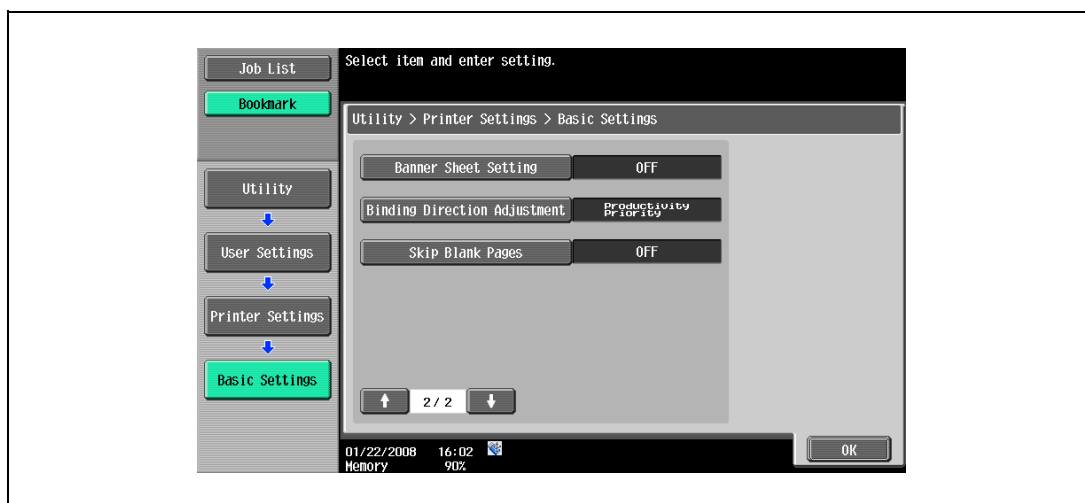 Job List
Bookmark
Select item and enter setting.
Utility > Printer Settings > Basic Settings
Utility
User Settings
Printer Settings
Basic Settings
Banner Sheet Setting OFF
Binding Direction Adjustment Productivity
Priority
Skip Blank Pages OFF
2/ 2
01/22/2008 16:02
Memory 90%
OK